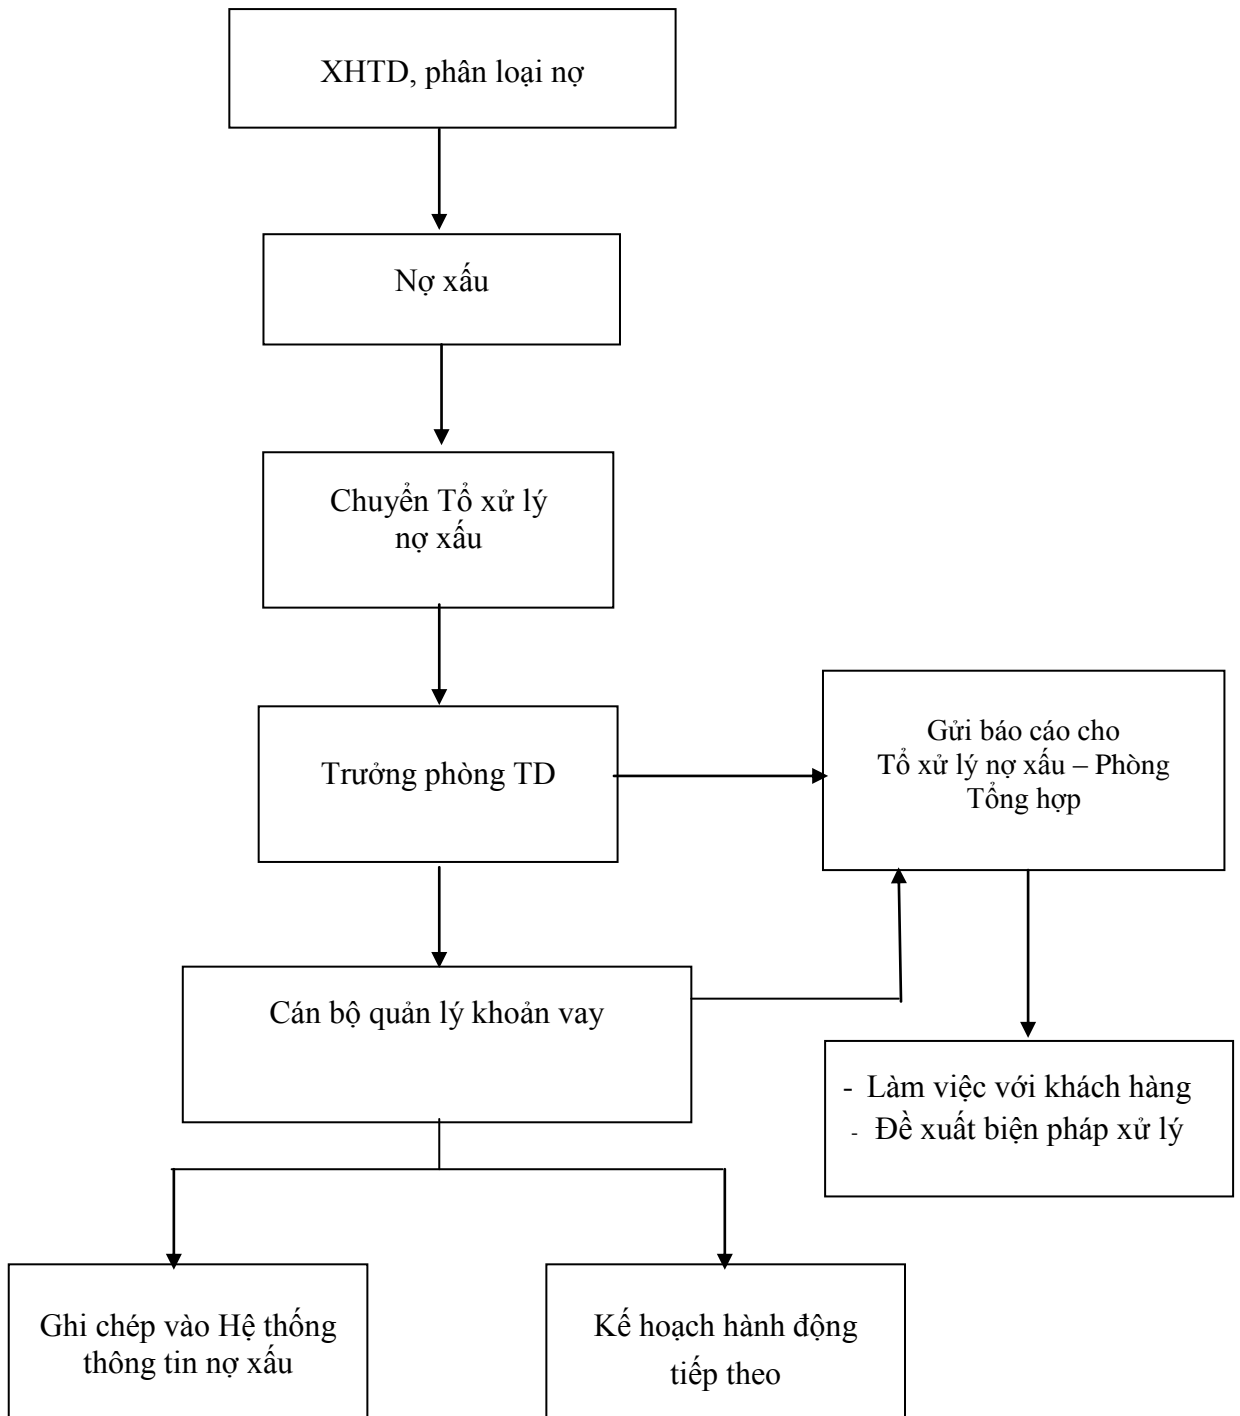 XHTD, phân loại nợ
Nợ xấu
Chuyển Tổ xử lý
nợ xấu
Trưởng phòng TD
Gửi báo cáo cho
Tổ xử lý nợ xấu – Phòng
Tổng hợp
Cán bộ quản lý khoản vay
- Làm việc với khách hàng
- Đề xuất biện pháp xử lý
Ghi chép vào Hệ thống
thông tin nợ xấu
Kế hoạch hành động
tiếp theo